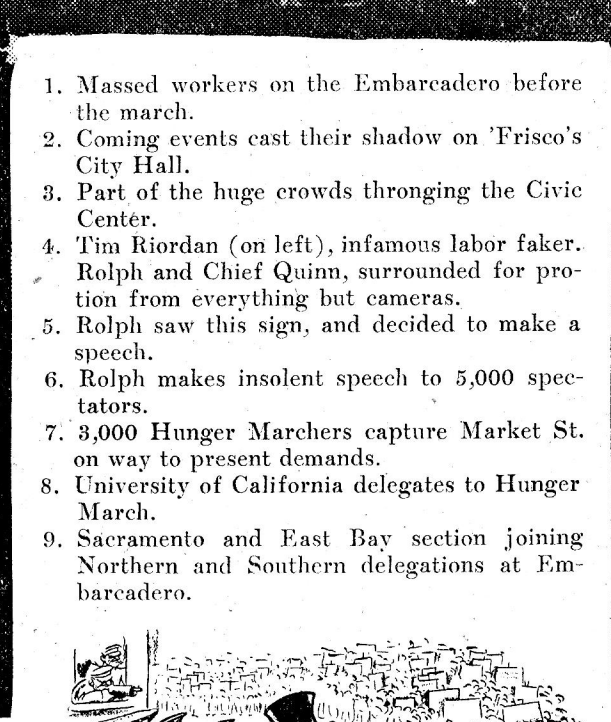 1. Massed workers on the Embarcadero before
the march.
2. Coming events cast their shadow on 'Frisco's
City Hall.
3. Part of the huge crowds thronging the Civic
Center.
4. Tim Riordan (on left), infamous labor faker.
Rolph and Chief Quinn, surrounded for pro-
tion from everything but cameras.
5. Rolph saw this sign, and decided to make a
speech.
6. Rolph makes insolent speech to 5,000 spec-
tators.
7. 3,000 Hunger Marchers capture Market St.
on way to present demands.
8. University of California delegates to Hunger
March.
9. Sacramento and East Bay section joining
Northern and Southern delegations at Em-
barcadero.